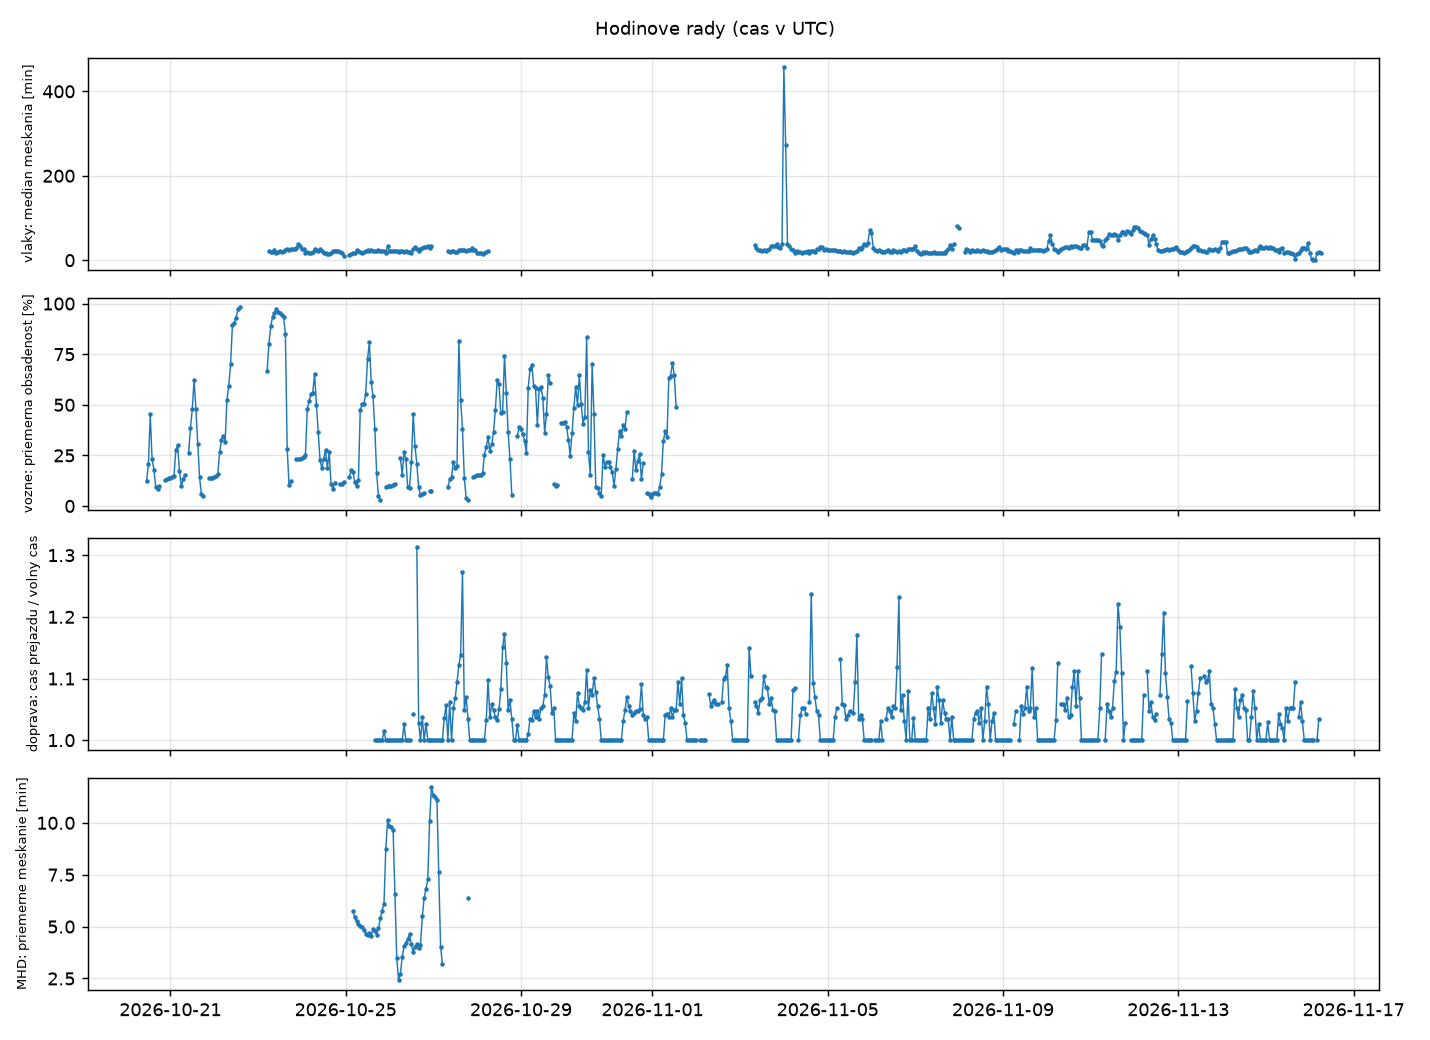 Hodinove rady (cas v UTC)
vlaky: median meskania [min]
400
200
0
vozne: priemerna obsadenost [%]
100
75
50
25
0
doprava: cas prejazdu / volny cas
1.3
1.2
1.1
1.0
MHD: priemerne meskanie [min]
10.0
7.5
5.0
2.5
2026-10-21 2026-10-25 2026-10-29 2026-11-01 2026-11-05 2026-11-09 2026-11-13 2026-11-17